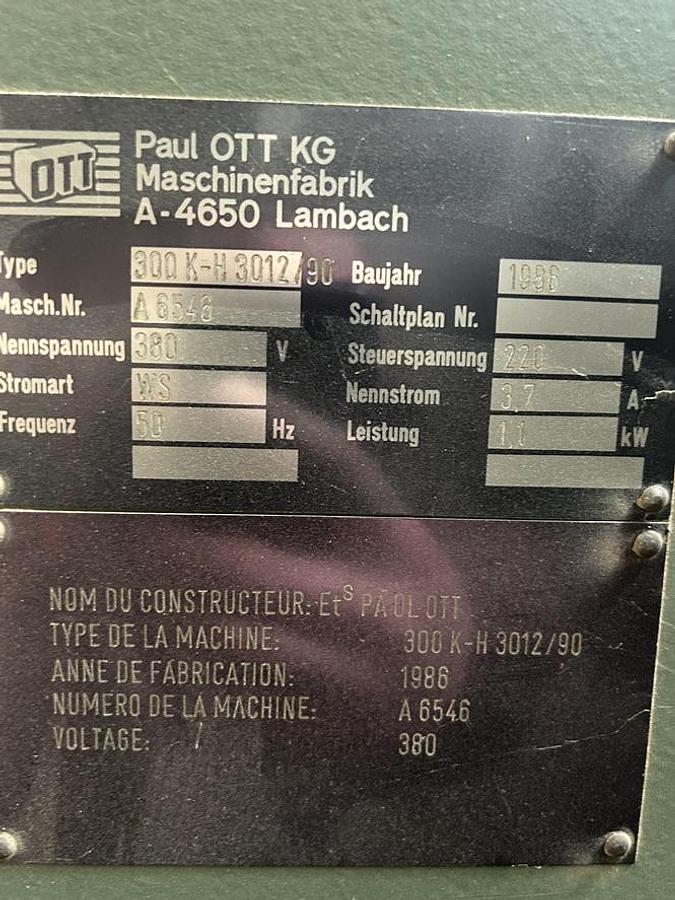 OTT
Paul OTT KG
Maschinenfabrik
A-4650 Lambach
Type 300 K-H 3012/90 Baujahr 1986
Masch.Nr. A 6546 Schaltplan Nr.
Nennspannung 380 V Steuerspannung 220 V
Stromart WS Nennstrom 3,7 A
Frequenz 50 Hz Leistung 1,1 kW
NOM DU CONSTRUCTEUR: Ets PAUL OTT
TYPE DE LA MACHINE: 300 K-H 3012/90
ANNE DE FABRICATION: 1986
NUMERO DE LA MACHINE: A 6546
VOLTAGE: / 380